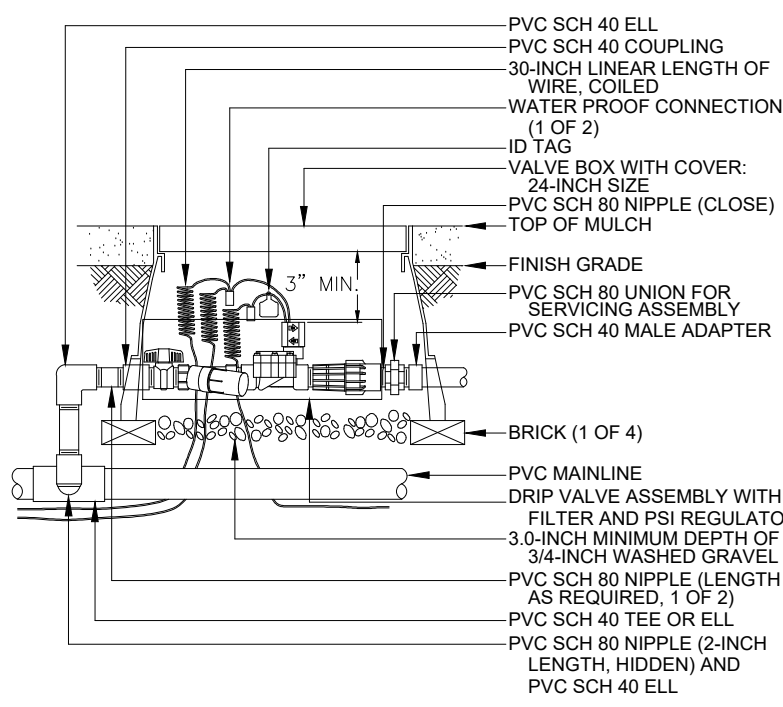 PVC SCH 40 ELL
PVC SCH 40 COUPLING
30-INCH LINEAR LENGTH OF
WIRE, COILED
WATER PROOF CONNECTION
(1 OF 2)
ID TAG
VALVE BOX WITH COVER:
24-INCH SIZE
PVC SCH 80 NIPPLE (CLOSE)
TOP OF MULCH
FINISH GRADE
3" MIN.
PVC SCH 80 UNION FOR
SERVICING ASSEMBLY
PVC SCH 40 MALE ADAPTER
BRICK (1 OF 4)
PVC MAINLINE
DRIP VALVE ASSEMBLY WITH
FILTER AND PSI REGULATO
3.0-INCH MINIMUM DEPTH OF
3/4-INCH WASHED GRAVEL
PVC SCH 80 NIPPLE (LENGTH
AS REQUIRED, 1 OF 2)
PVC SCH 40 TEE OR ELL
PVC SCH 80 NIPPLE (2-INCH
LENGTH, HIDDEN) AND
PVC SCH 40 ELL